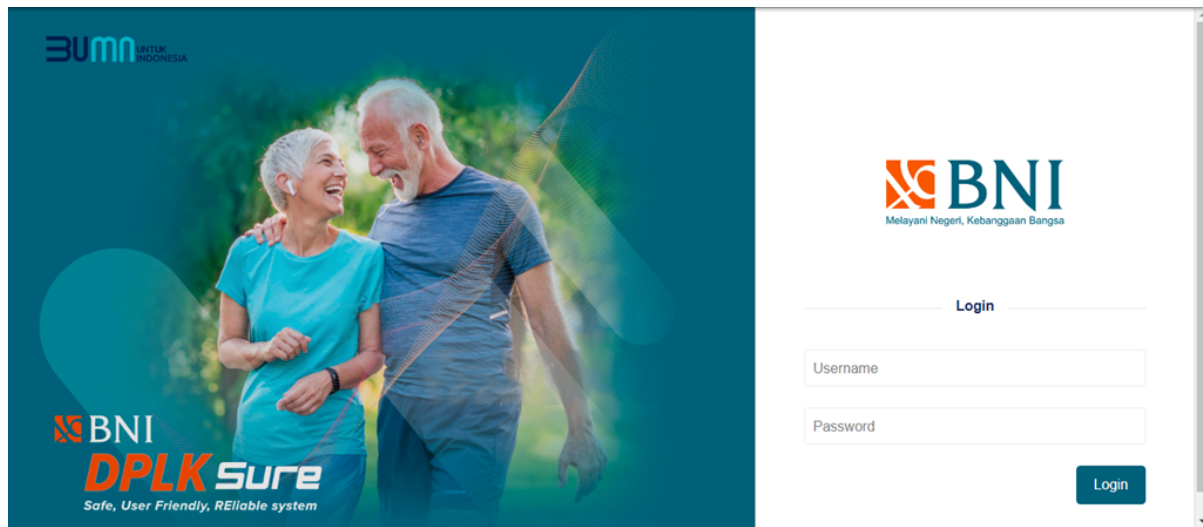 BUMN UNTUK
INDONESIA
BNI
DPLK Sure
Safe, User Friendly, REliable system
BNI
Melayani Negeri, Kebanggaan Bangsa
Login
Username
Password
Login